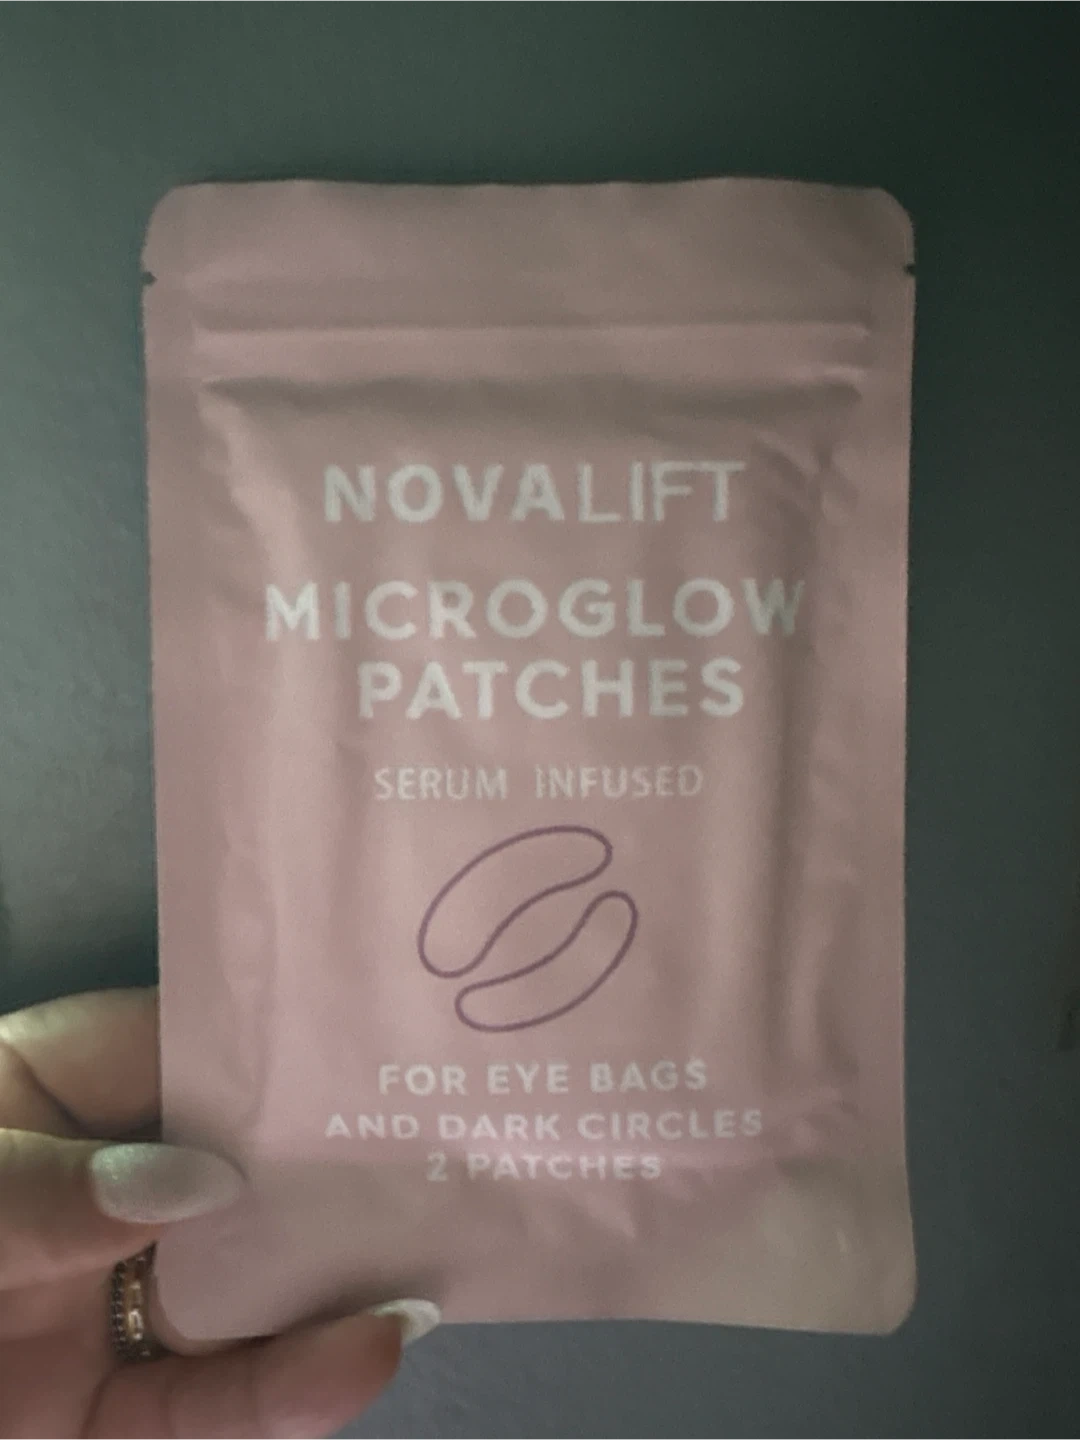 NOVALIFT
MICROGLOW
PATCHES
SERUM INFUSED
FOR EYE BAGS
AND DARK CIRCLES
2 PATCHES